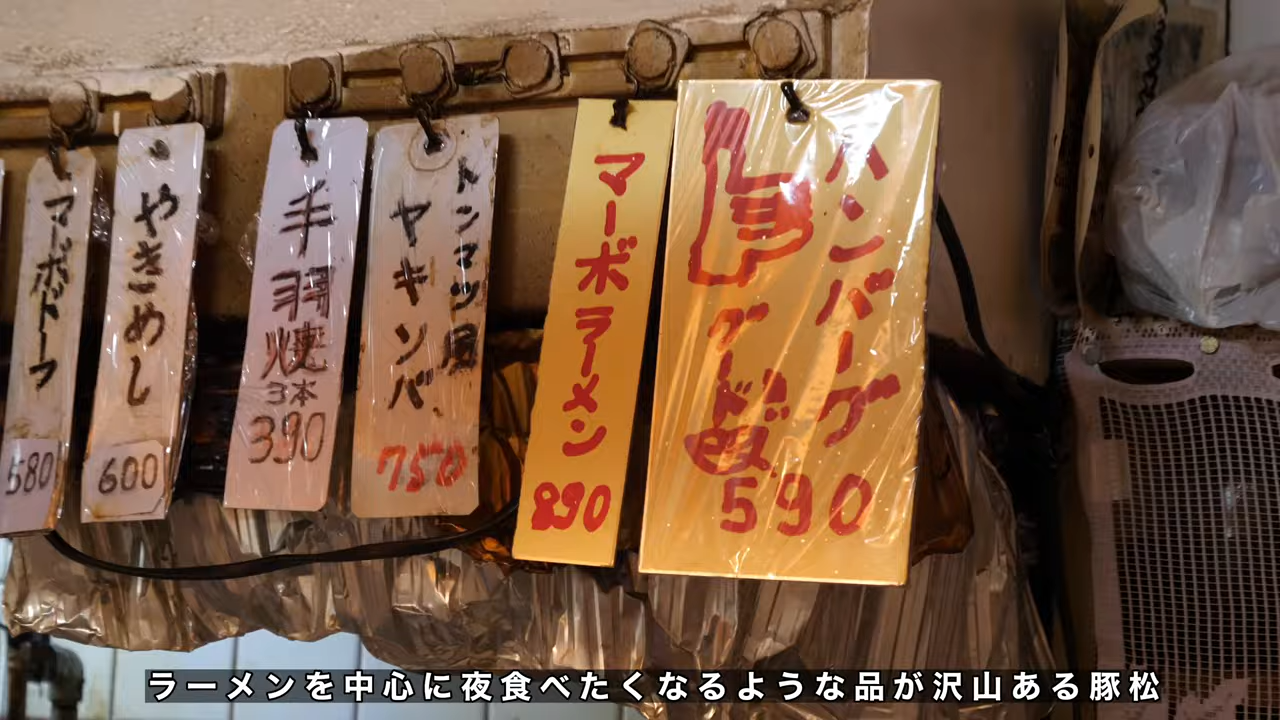 マーボドーフ
580
やきめし
600
手羽焼
3本
390
トンマツ風
ヤキソバ
750
マーボラーメン
890
ハンバーグ
590
ラーメンを中心に夜食べたくなるような品が沢山ある豚松